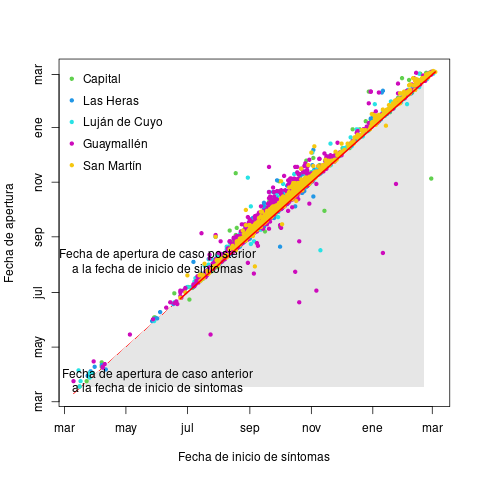 Capital
Las Heras
Luján de Cuyo
Guaymallén
San Martín
Fecha de apertura de caso posterior
a la fecha de inicio de síntomas
Fecha de apertura de caso anterior
a la fecha de inicio de síntomas
Fecha de apertura
mar
ene
nov
sep
jul
may
mar
mar
may
jul
sep
nov
ene
mar
Fecha de inicio de síntomas